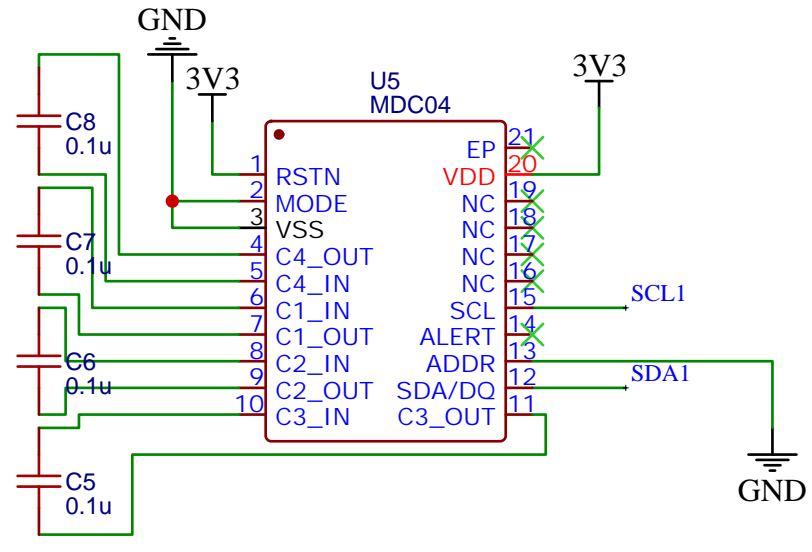 GND
3V3
U5
MDC04
3V3
C8
0.1u
C7
0.1u
C6
0.1u
C5
0.1u
1 RSTN
2 MODE
3 VSS
4 C4_OUT
5 C4_IN
6 C1_IN
7 C1_OUT
8 C2_IN
9 C2_OUT
10 C3_IN
EP 21
VDD 20
NC 19
NC 18
NC 17
NC 16
SCL 15
ALERT 14
ADDR 13
SDA/DQ 12
C3_OUT 11
SCL1
SDA1
GND